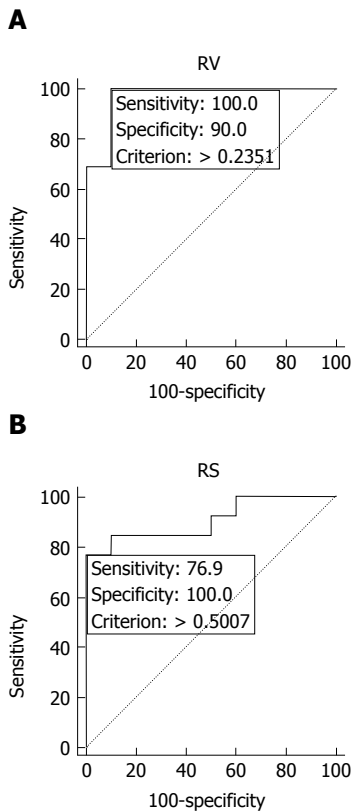 A
RV
100
80
60
40
20
0
Sensitivity
Sensitivity: 100.0
Specificity: 90.0
Criterion: > 0.2351
0 20 40 60 80 100
100-specificity
B
RS
100
80
60
40
20
0
Sensitivity
Sensitivity: 76.9
Specificity: 100.0
Criterion: > 0.5007
0 20 40 60 80 100
100-specificity